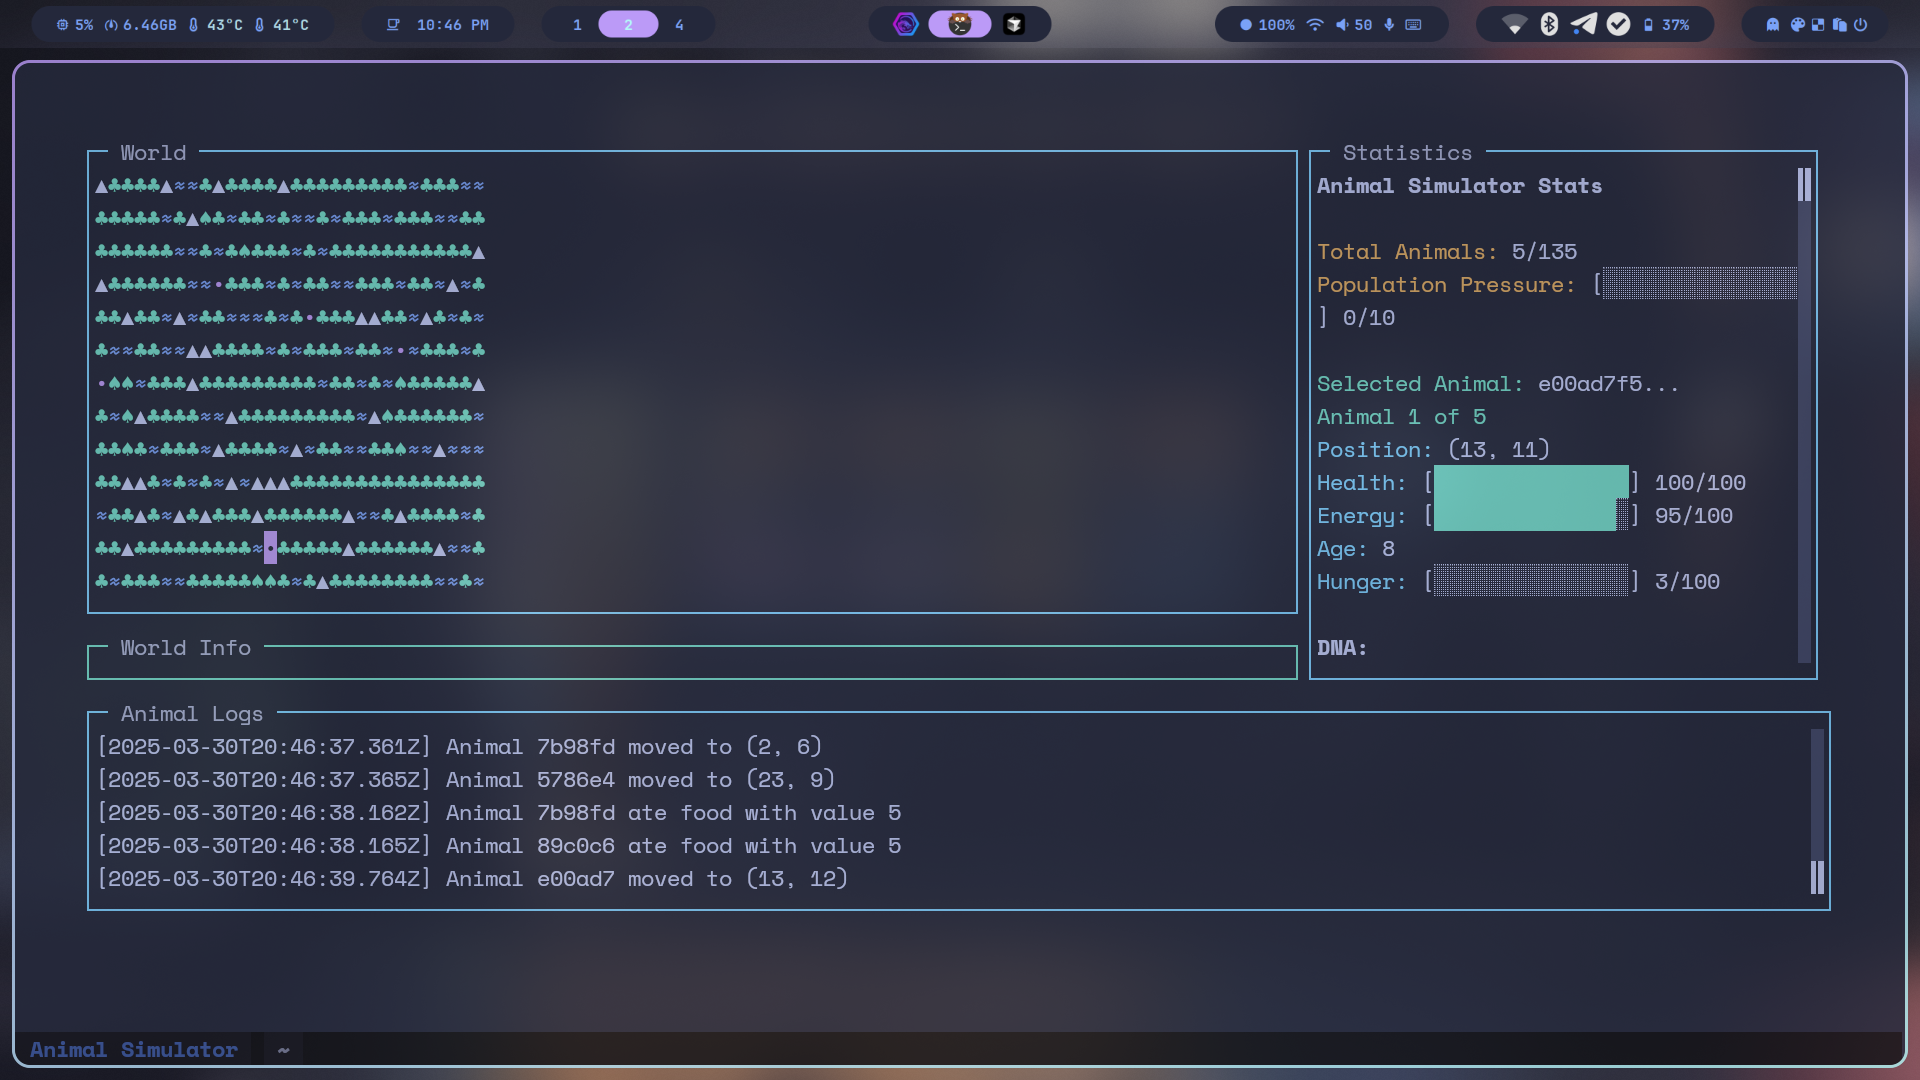 5% 6.46GB 43°C 41°C
10:46 PM
1 2 4
100% 50
37%
World
▲♣♣♣♣▲≈≈♣▲♣♣♣♣▲♣♣♣♣♣♣♣♣♣≈♣♣♣≈≈
♣♣♣♣♣≈♣▲♠♣≈♣♣≈♣≈≈♣≈♣♣♣≈♣♣♣≈≈♣♣
♣♣♣♣♣♣≈≈♣≈♣♠♣♣♣≈♣≈♣♣♣♣♣♣♣♣♣♣♣▲
▲♣♣♣♣♣♣≈≈•♣♣♣≈♣≈♣♣≈≈♣♣♣≈♣♣≈▲≈♣
♣♣▲♣♣≈▲≈♣♣≈≈≈♣≈♣•♣♣♣▲▲♣♣≈▲♣≈♣≈
♣≈≈♣♣≈≈▲▲♣♣♣♣≈♣≈♣♣♣≈♣♣≈•≈♣♣♣≈♣
•♠♠≈♣♣♣▲♣♣♣♣♣♣♣♣♣≈♣♣≈♣≈♠♣♣♣♣♣▲
♣≈♠▲♣♣♣♣≈≈▲♣♣♣♣♣♣♣♣♣≈▲♠♣♣♣♣♣♣≈
♣♣♠♣≈♣♣♣≈▲♣♣♣♣≈▲≈♣♣≈≈♣♣♠≈≈▲≈≈≈
♣♣▲▲♣≈♣≈♣≈▲≈▲▲▲♣♣♣♣♣♣♣♣♣♣♣♣♣♣♣
≈♣♣▲♣≈▲♣▲♣♣♣▲♣♣♣♣♣♣▲≈≈♣▲♣♣♣♣≈♣
♣♣▲♣♣♣♣♣♣♣♣♣≈•♣♣♣♣♣▲♣♣♣♣♣♣▲≈≈♣
♣≈♣♣♣≈≈♣♣♣♣♣♠♠♣≈♣▲♣♣♣♣♣♣♣♣≈≈♣≈
Statistics
Animal Simulator Stats
Total Animals: 5/135
Population Pressure: [░░░░░░░░░░░░░░░
] 0/10
Selected Animal: e00ad7f5...
Animal 1 of 5
Position: (13, 11)
Health: [███████████████] 100/100
Energy: [██████████████░] 95/100
Age: 8
Hunger: [░░░░░░░░░░░░░░░] 3/100
DNA:
World Info
Animal Logs
[2025-03-30T20:46:37.361Z] Animal 7b98fd moved to (2, 6)
[2025-03-30T20:46:37.365Z] Animal 5786e4 moved to (23, 9)
[2025-03-30T20:46:38.162Z] Animal 7b98fd ate food with value 5
[2025-03-30T20:46:38.165Z] Animal 89c0c6 ate food with value 5
[2025-03-30T20:46:39.764Z] Animal e00ad7 moved to (13, 12)
Animal Simulator ~